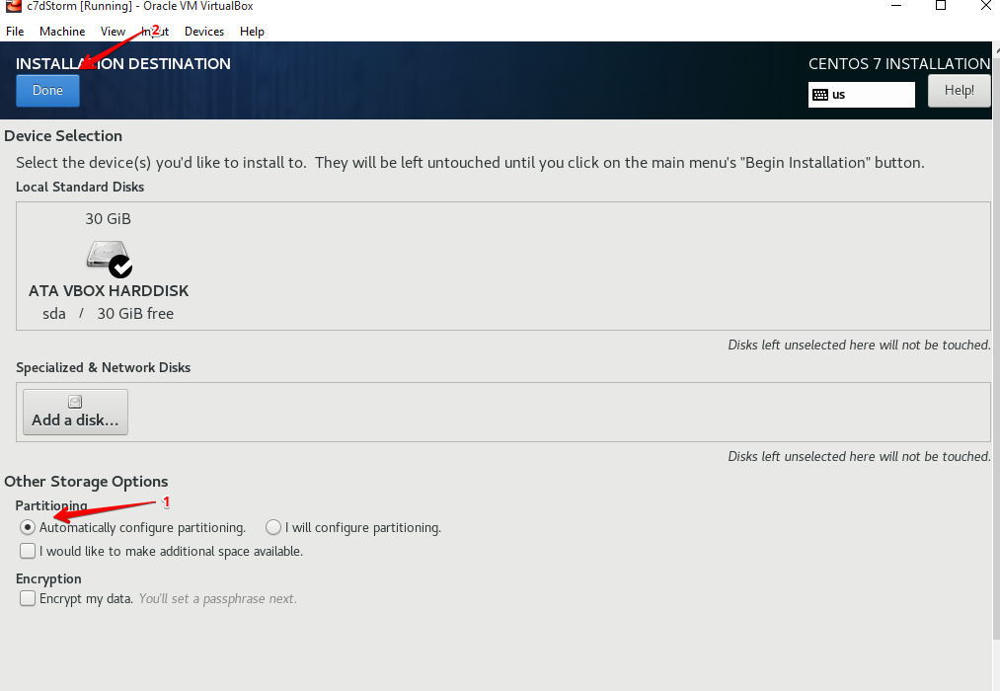 c7dStorm [Running] - Oracle VM VirtualBox
File Machine View Input Devices Help
2
INSTALLATION DESTINATION CENTOS 7 INSTALLATION
Done us Help!
Device Selection
Select the device(s) you'd like to install to. They will be left untouched until you click on the main menu's "Begin Installation" button.
Local Standard Disks
30 GiB
ATA VBOX HARDDISK
sda / 30 GiB free
Disks left unselected here will not be touched.
Specialized & Network Disks
Add a disk...
Disks left unselected here will not be touched.
Other Storage Options
Partitioning 1
Automatically configure partitioning. I will configure partitioning.
I would like to make additional space available.
Encryption
Encrypt my data. You'll set a passphrase next.